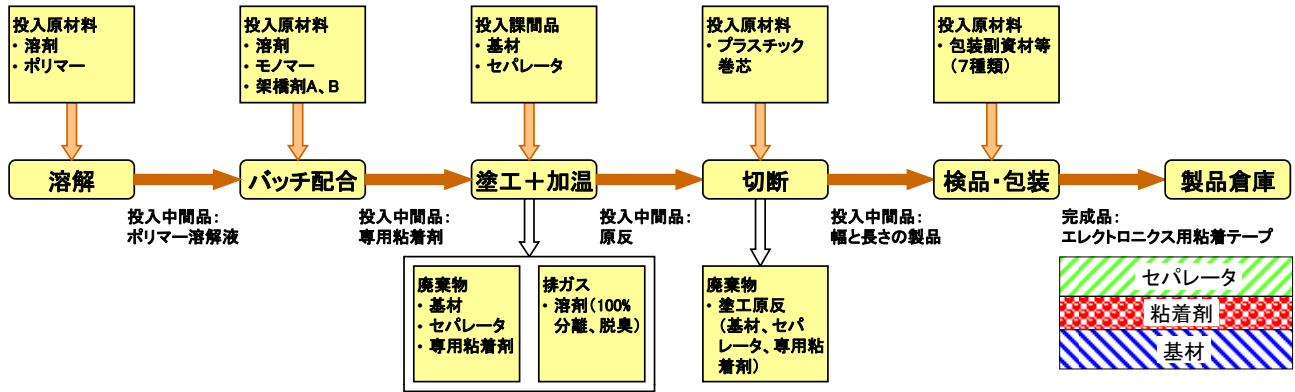 投入原材料
・ 溶剤
・ ポリマー
投入原材料
・ 溶剤
・ モノマー
・ 架橋剤A、B
投入課間品
・ 基材
・ セパレータ
投入原材料
・ プラスチック
巻芯
投入原材料
・ 包装副資材等
（7種類）
溶解
バッチ配合
塗工＋加温
切断
検品・包装
製品倉庫
投入中間品：
ポリマー溶解液
投入中間品：
専用粘着剤
投入中間品：
原反
投入中間品：
幅と長さの製品
完成品：
エレクトロニクス用粘着テープ
廃棄物
・ 基材
・ セパレータ
・ 専用粘着剤
排ガス
・ 溶剤（100%
分離、脱臭）
廃棄物
・ 塗工原反
（基材、セパ
レータ、専用粘
着剤）
セパレータ
粘着剤
基材